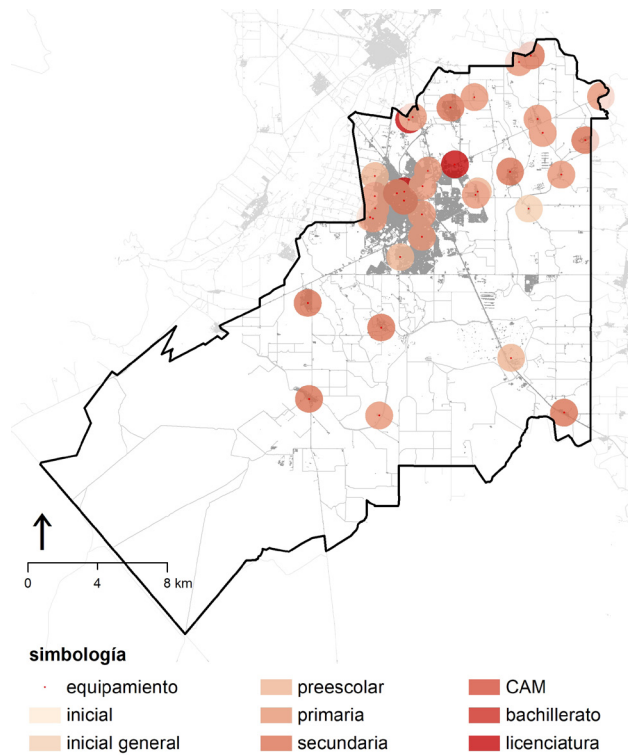 0 4 8 km
simbología
equipamiento preescolar CAM
inicial primaria bachillerato
inicial general secundaria licenciatura